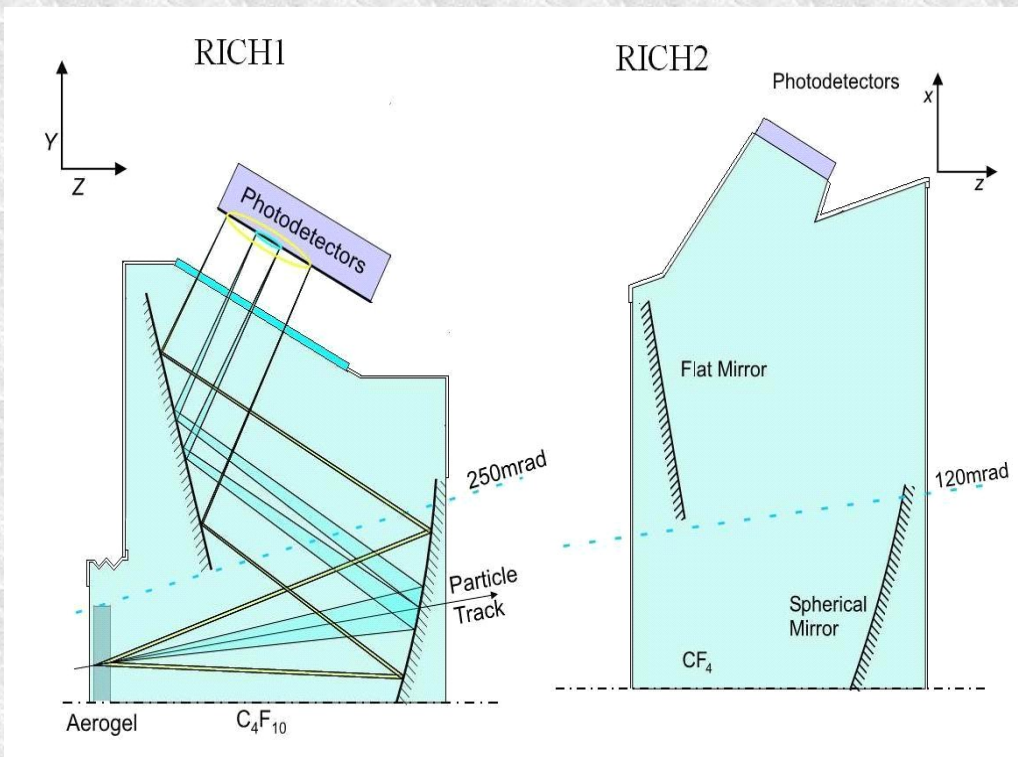 RICH1
Y
Z
Photodetectors
250mrad
Particle
Track
Aerogel
C₄F₁₀
RICH2
Photodetectors
x
z
Flat Mirror
120mrad
Spherical
Mirror
CF₄